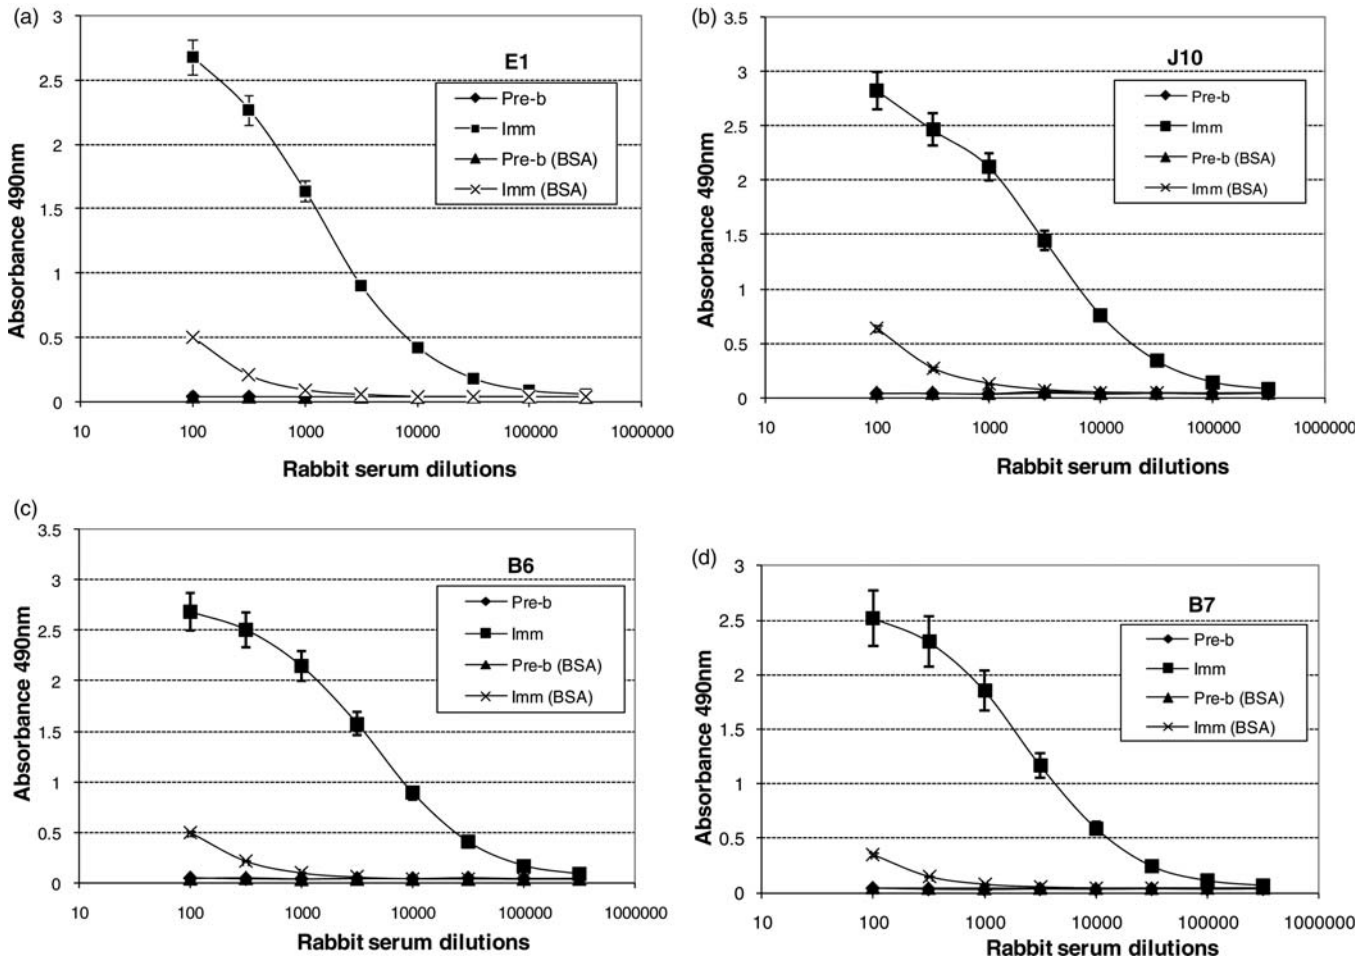 (a)
E1
Pre-b
Imm
Pre-b (BSA)
Imm (BSA)
Absorbance 490nm
3
2.5
2
1.5
1
0.5
0
10 100 1000 10000 100000 1000000
Rabbit serum dilutions
(b)
J10
Pre-b
Imm
Pre-b (BSA)
Imm (BSA)
Absorbance 490nm
3.5
3
2.5
2
1.5
1
0.5
0
10 100 1000 10000 100000 1000000
Rabbit serum dilutions
(c)
B6
Pre-b
Imm
Pre-b (BSA)
Imm (BSA)
Absorbance 490nm
3.5
3
2.5
2
1.5
1
0.5
0
10 100 1000 10000 100000 1000000
Rabbit serum dilutions
(d)
B7
Pre-b
Imm
Pre-b (BSA)
Imm (BSA)
Absorbance 490nm
3
2.5
2
1.5
1
0.5
0
10 100 1000 10000 100000 1000000
Rabbit serum dilutions